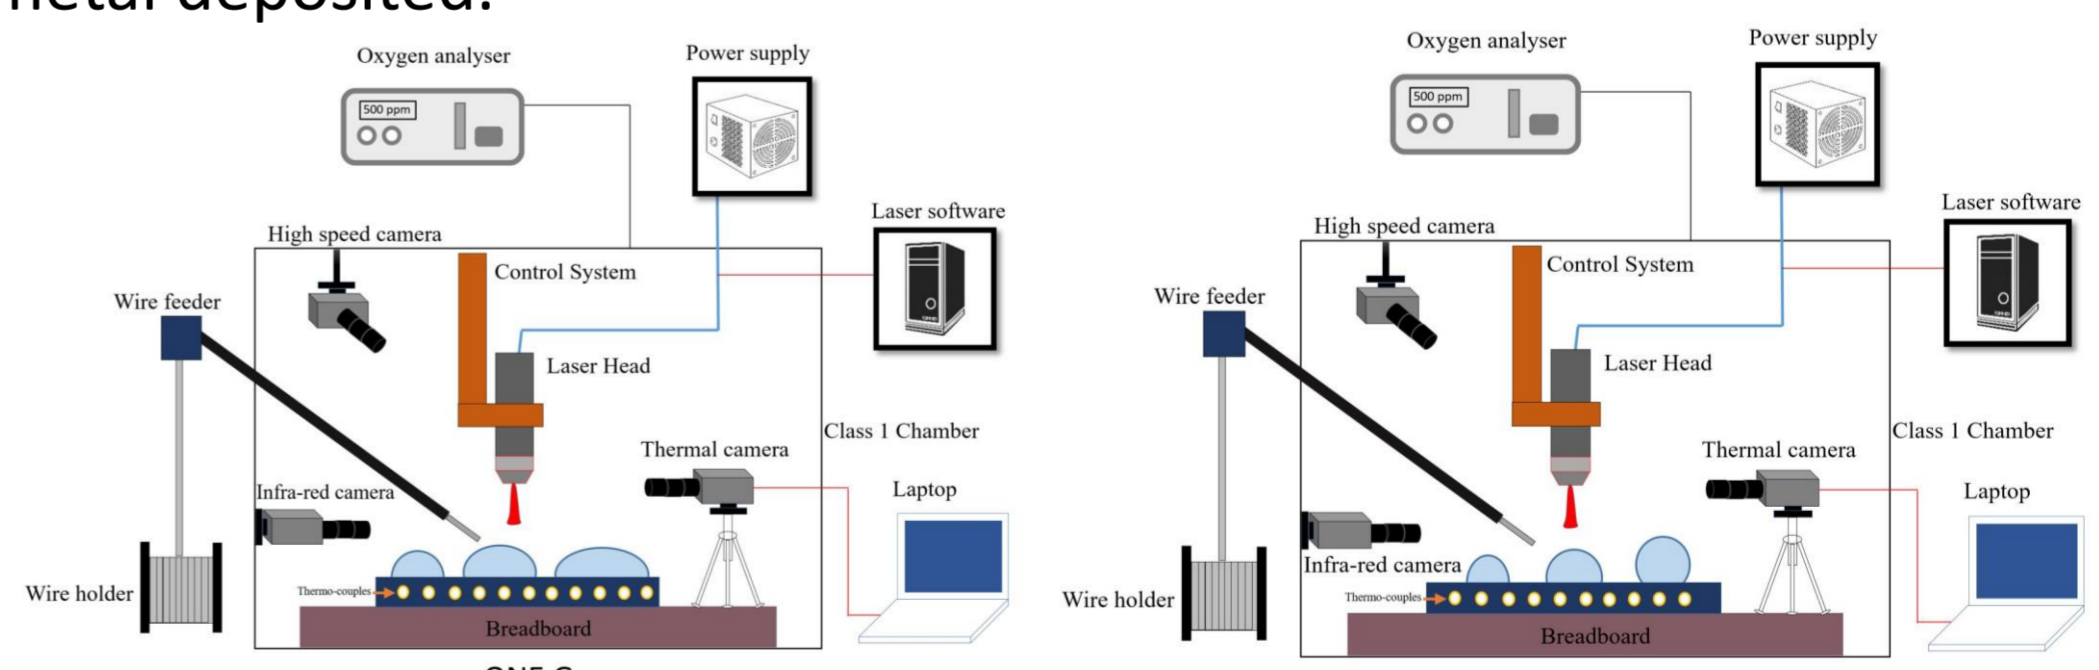 metal deposited.
Oxygen analyser
Power supply
500 ppm
Laser software
High speed camera
Control System
Wire feeder
Laser Head
Class 1 Chamber
Thermal camera
Infra-red camera
Laptop
Thermo-couples
Wire holder
Breadboard
Oxygen analyser
Power supply
500 ppm
Laser software
High speed camera
Control System
Wire feeder
Laser Head
Class 1 Chamber
Thermal camera
Laptop
Infra-red camera
Thermo-couples
Wire holder
Breadboard